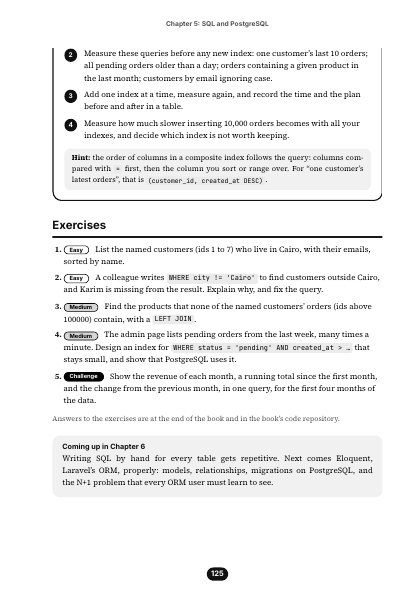 Chapter 5: SQL and PostgreSQL
2 Measure these queries before any new index: one customer's last 10 orders;
all pending orders older than a day; orders containing a given product in
the last month; customers by email ignoring case.
3 Add one index at a time, measure again, and record the time and the plan
before and after in a table.
4 Measure how much slower inserting 10,000 orders becomes with all your
indexes, and decide which index is not worth keeping.
Hint: the order of columns in a composite index follows the query: columns com-
pared with = first, then the column you sort or range over. For "one customer's
latest orders", that is (customer_id, created_at DESC) .
Exercises
1. Easy List the named customers (ids 1 to 7) who live in Cairo, with their emails,
sorted by name.
2. Easy A colleague writes WHERE city != 'Cairo' to find customers outside Cairo,
and Karim is missing from the result. Explain why, and fix the query.
3. Medium Find the products that none of the named customers' orders (ids above
100000) contain, with a LEFT JOIN .
4. Medium The admin page lists pending orders from the last week, many times a
minute. Design an index for WHERE status = 'pending' AND created_at > … that
stays small, and show that PostgreSQL uses it.
5. Challenge Show the revenue of each month, a running total since the first month,
and the change from the previous month, in one query, for the first four months of
the data.
Answers to the exercises are at the end of the book and in the book's code repository.
Coming up in Chapter 6
Writing SQL by hand for every table gets repetitive. Next comes Eloquent,
Laravel's ORM, properly: models, relationships, migrations on PostgreSQL, and
the N+1 problem that every ORM user must learn to see.
125